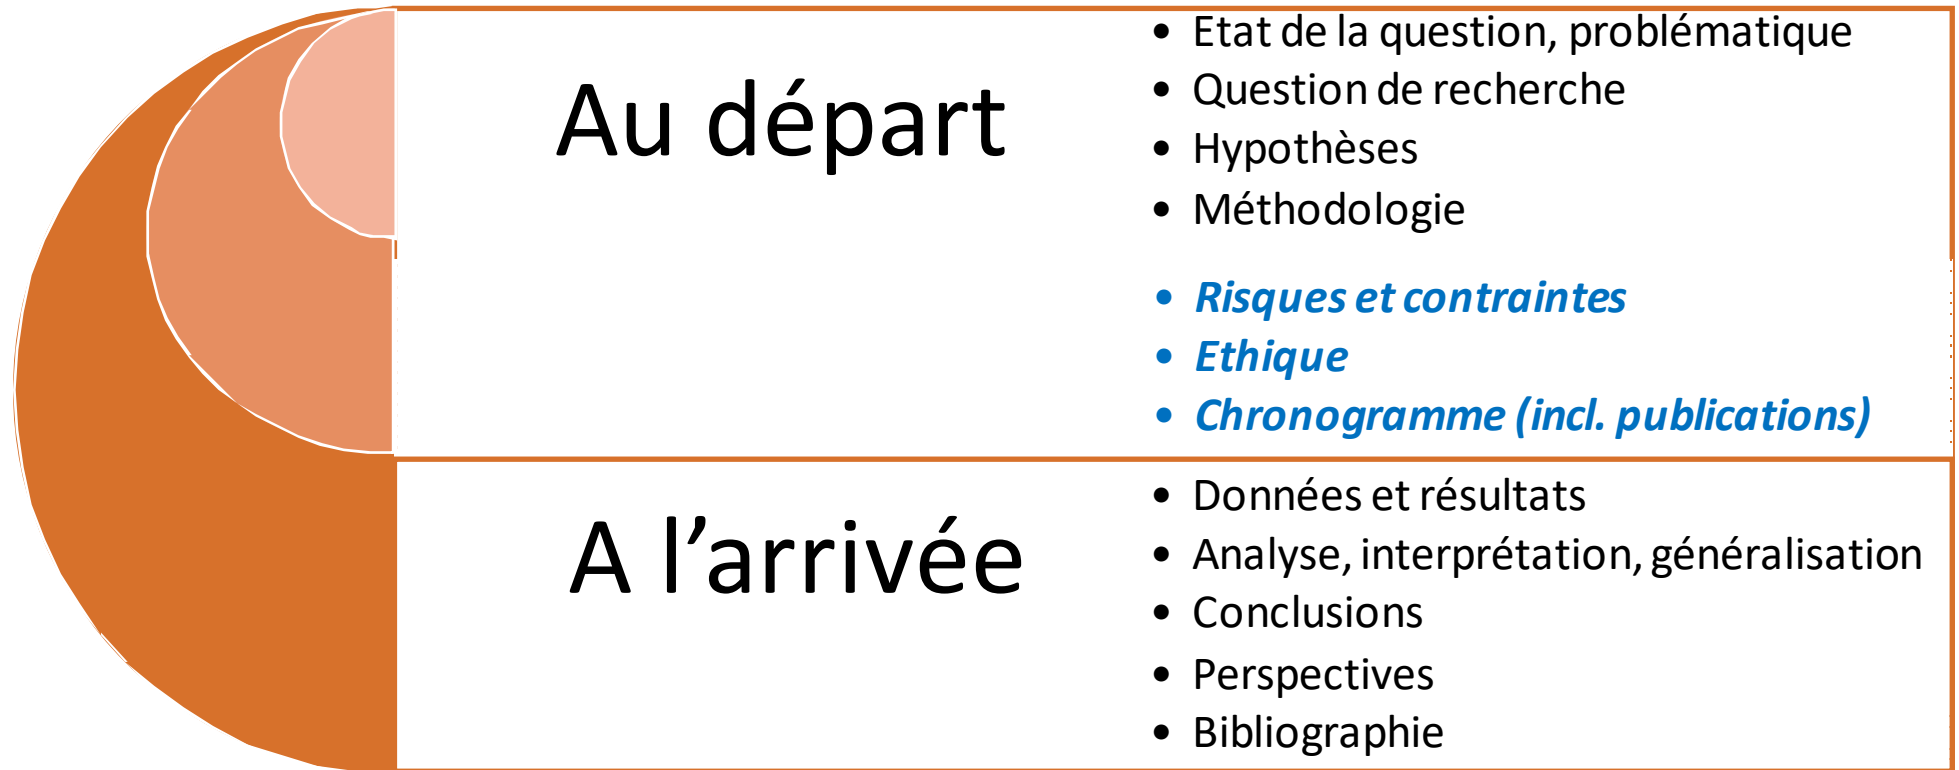 Au départ
• Etat de la question, problématique
• Question de recherche
• Hypothèses
• Méthodologie
• Risques et contraintes
• Ethique
• Chronogramme (incl. publications)
A l’arrivée
• Données et résultats
• Analyse, interprétation, généralisation
• Conclusions
• Perspectives
• Bibliographie